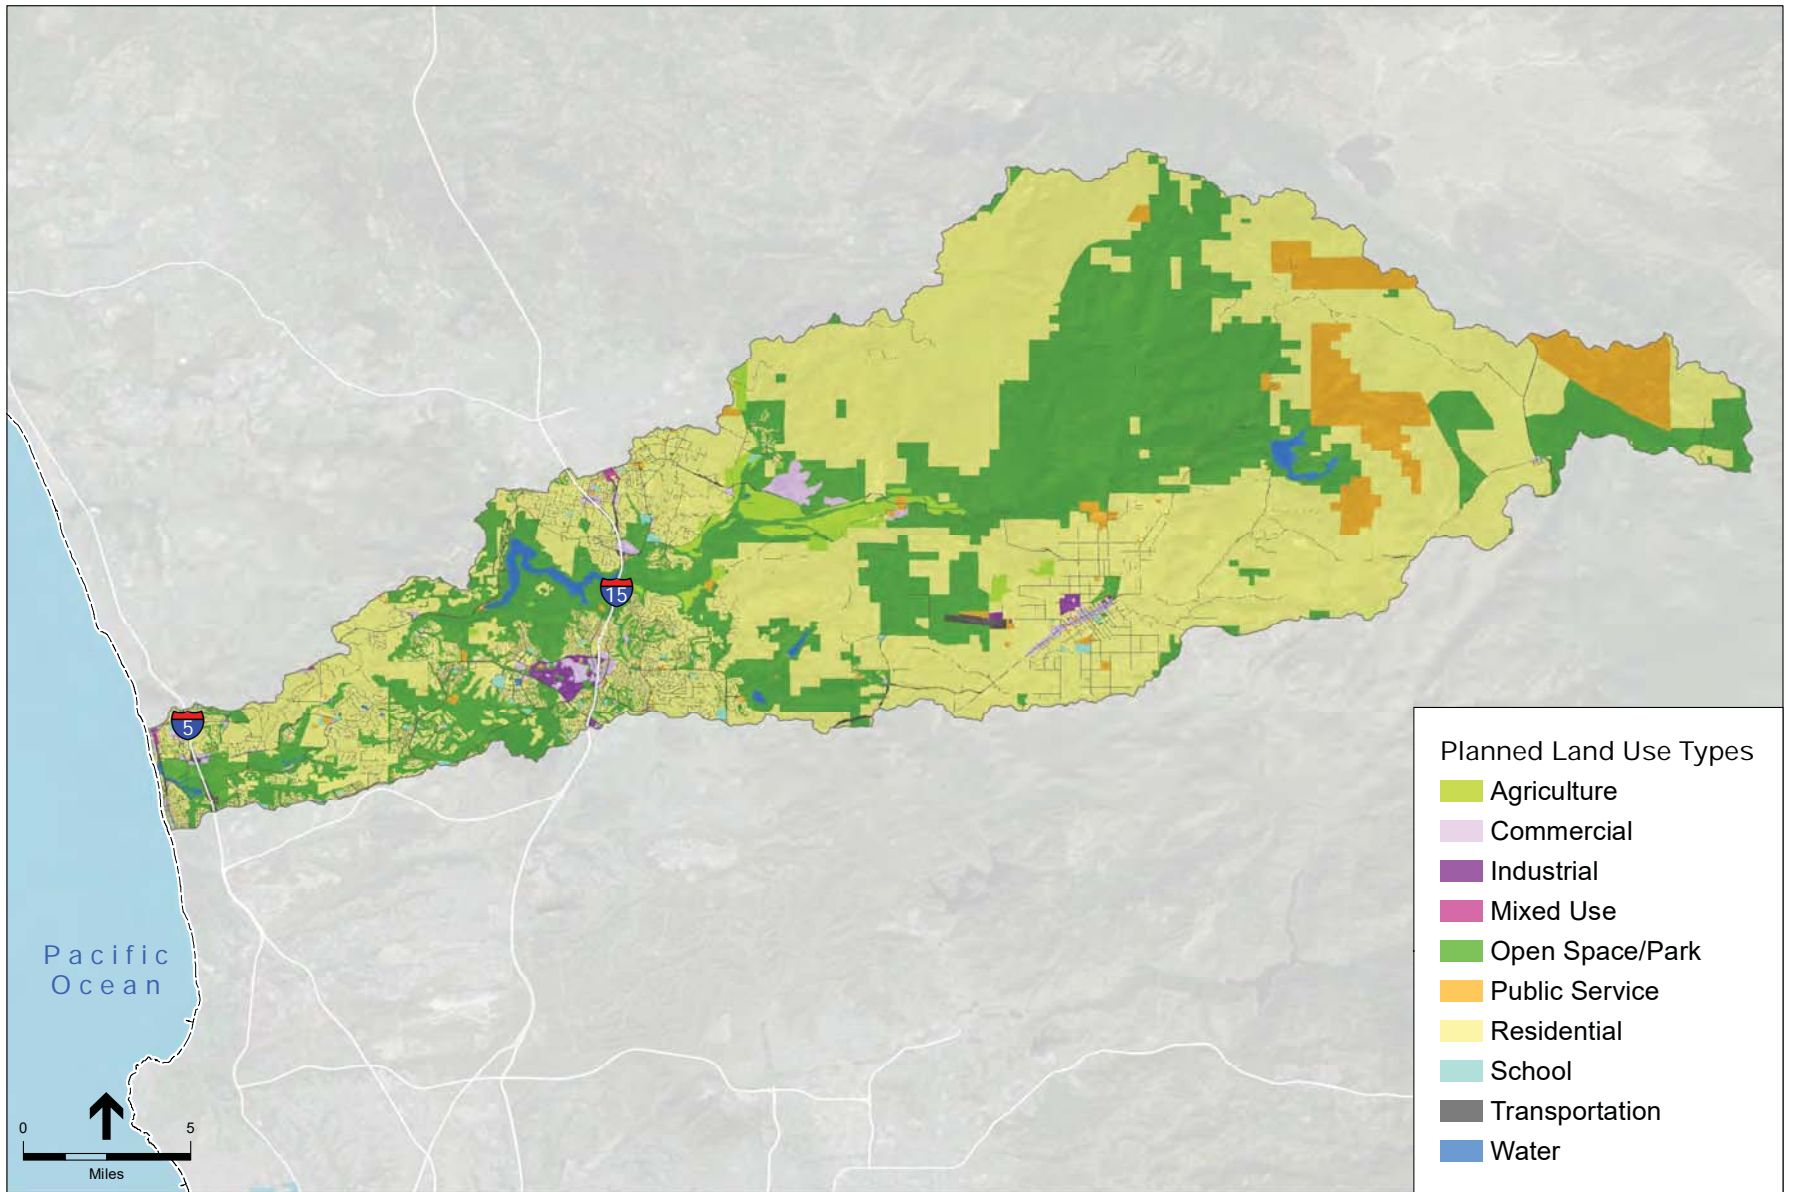 15
5
Pacific
Ocean
0 5
Miles
Planned Land Use Types
Agriculture
Commercial
Industrial
Mixed Use
Open Space/Park
Public Service
Residential
School
Transportation
Water